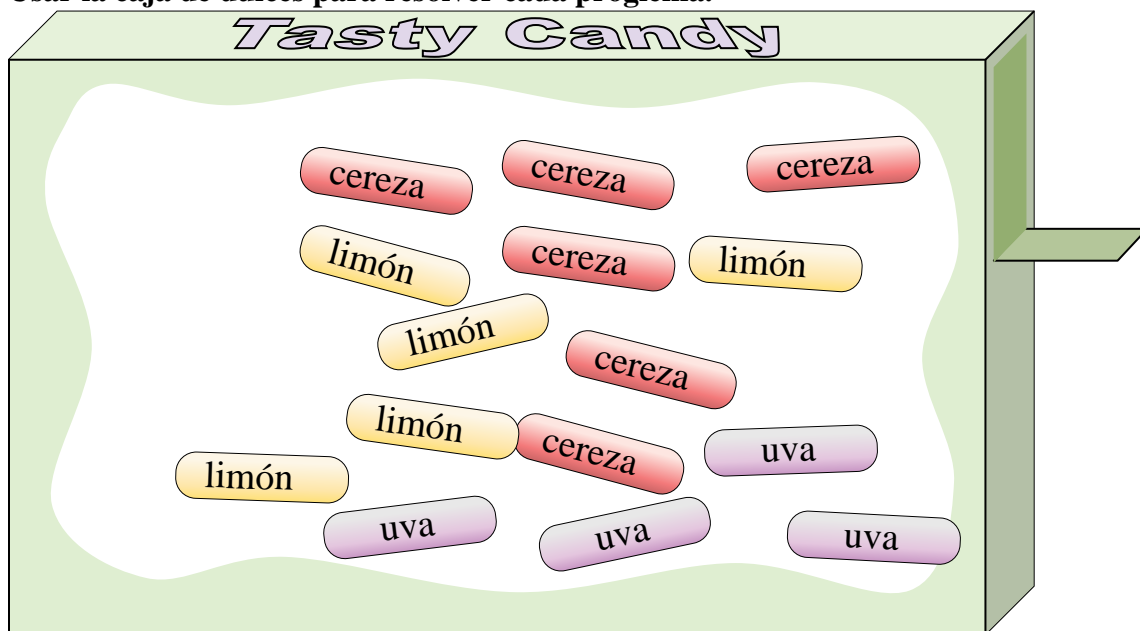 Usar la caja de dulces para resolver cada problema.
Tasty Candy
cereza cereza cereza
limón cereza limón
limón
cereza
limón cereza uva
limón
uva uva uva